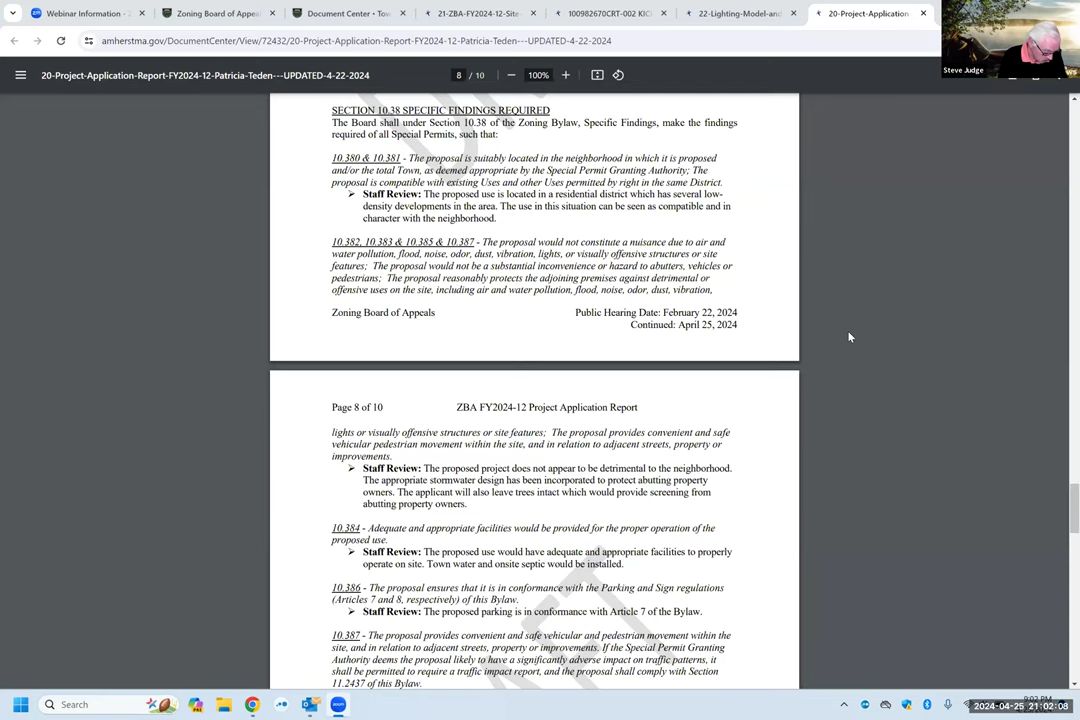 Webinar Information - Z
Zoning Board of Appeal
Document Center • Tow
21-ZBA-FY2024-12-Site
100982670CRT-002 KIC
22-Lighting-Model-and
20-Project-Application
amherstma.gov/DocumentCenter/View/72432/20-Project-Application-Report-FY2024-12-Patricia-Teden---UPDATED-4-22-2024
Steve Judge
20-Project-Application-Report-FY2024-12-Patricia-Teden---UPDATED-4-22-2024
8 / 10
100%
SECTION 10.38 SPECIFIC FINDINGS REQUIRED
The Board shall under Section 10.38 of the Zoning Bylaw, Specific Findings, make the findings
required of all Special Permits, such that:
10.380 & 10.381 - The proposal is suitably located in the neighborhood in which it is proposed
and/or the total Town, as deemed appropriate by the Special Permit Granting Authority; The
proposal is compatible with existing Uses and other Uses permitted by right in the same District.
➢ Staff Review: The proposed use is located in a residential district which has several low-
density developments in the area. The use in this situation can be seen as compatible and in
character with the neighborhood.
10.382, 10.383 & 10.385 & 10.387 - The proposal would not constitute a nuisance due to air and
water pollution, flood, noise, odor, dust, vibration, lights, or visually offensive structures or site
features; The proposal would not be a substantial inconvenience or hazard to abutters, vehicles or
pedestrians; The proposal reasonably protects the adjoining premises against detrimental or
offensive uses on the site, including air and water pollution, flood, noise, odor, dust, vibration,
Zoning Board of Appeals
Public Hearing Date: February 22, 2024
Continued: April 25, 2024
Page 8 of 10
ZBA FY2024-12 Project Application Report
lights or visually offensive structures or site features; The proposal provides convenient and safe
vehicular pedestrian movement within the site, and in relation to adjacent streets, property or
improvements.
➢ Staff Review: The proposed project does not appear to be detrimental to the neighborhood.
The appropriate stormwater design has been incorporated to protect abutting property
owners. The applicant will also leave trees intact which would provide screening from
abutting property owners.
10.384 - Adequate and appropriate facilities would be provided for the proper operation of the
proposed use.
➢ Staff Review: The proposed use would have adequate and appropriate facilities to properly
operate on site. Town water and onsite septic would be installed.
10.386 - The proposal ensures that it is in conformance with the Parking and Sign regulations
(Articles 7 and 8, respectively) of this Bylaw.
➢ Staff Review: The proposed parking is in conformance with Article 7 of the Bylaw.
10.387 - The proposal provides convenient and safe vehicular and pedestrian movement within the
site, and in relation to adjacent streets, property or improvements. If the Special Permit Granting
Authority deems the proposal likely to have a significantly adverse impact on traffic patterns, it
shall be permitted to require a traffic impact report, and the proposal shall comply with Section
11.2437 of this Bylaw.
Search
2024-04-25 21:02:08